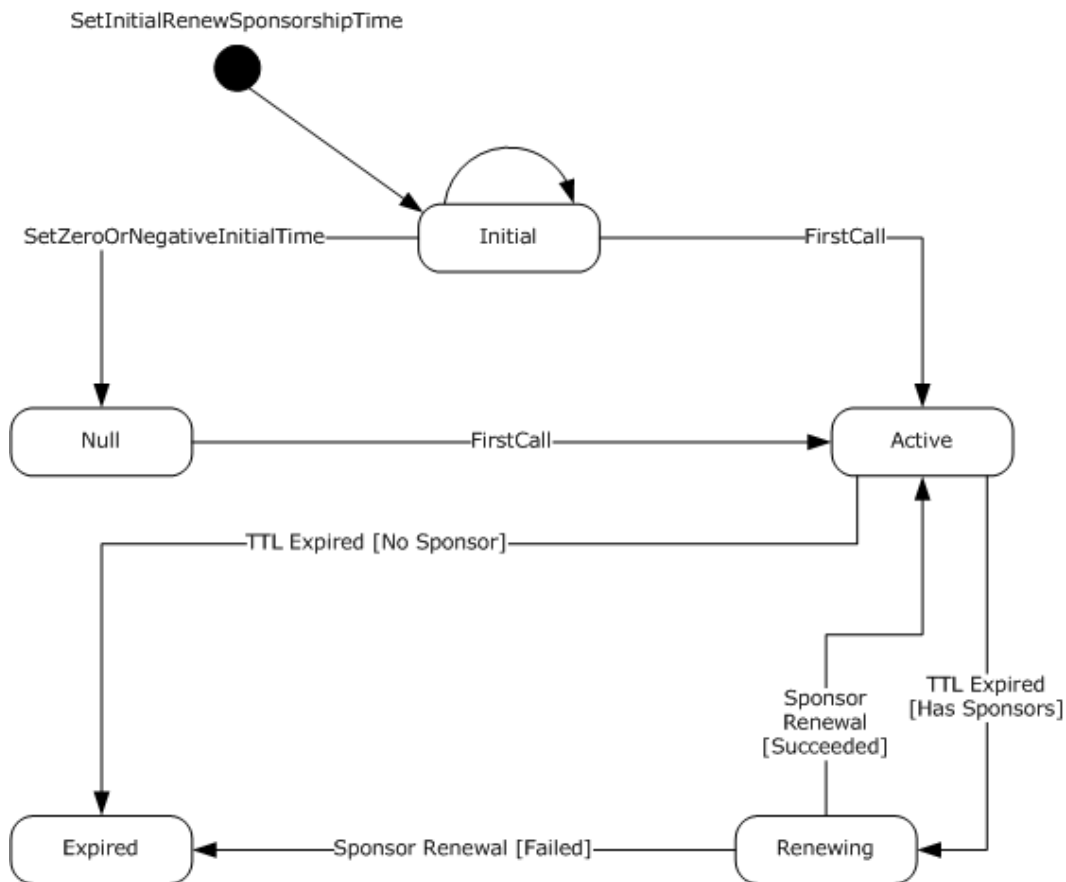 SetInitialRenewSponsorshipTime
SetZeroOrNegativeInitialTime
Initial
FirstCall
Null
FirstCall
Active
TTL Expired [No Sponsor]
Sponsor
Renewal
[Succeeded]
TTL Expired
[Has Sponsors]
Expired
Sponsor Renewal [Failed]
Renewing